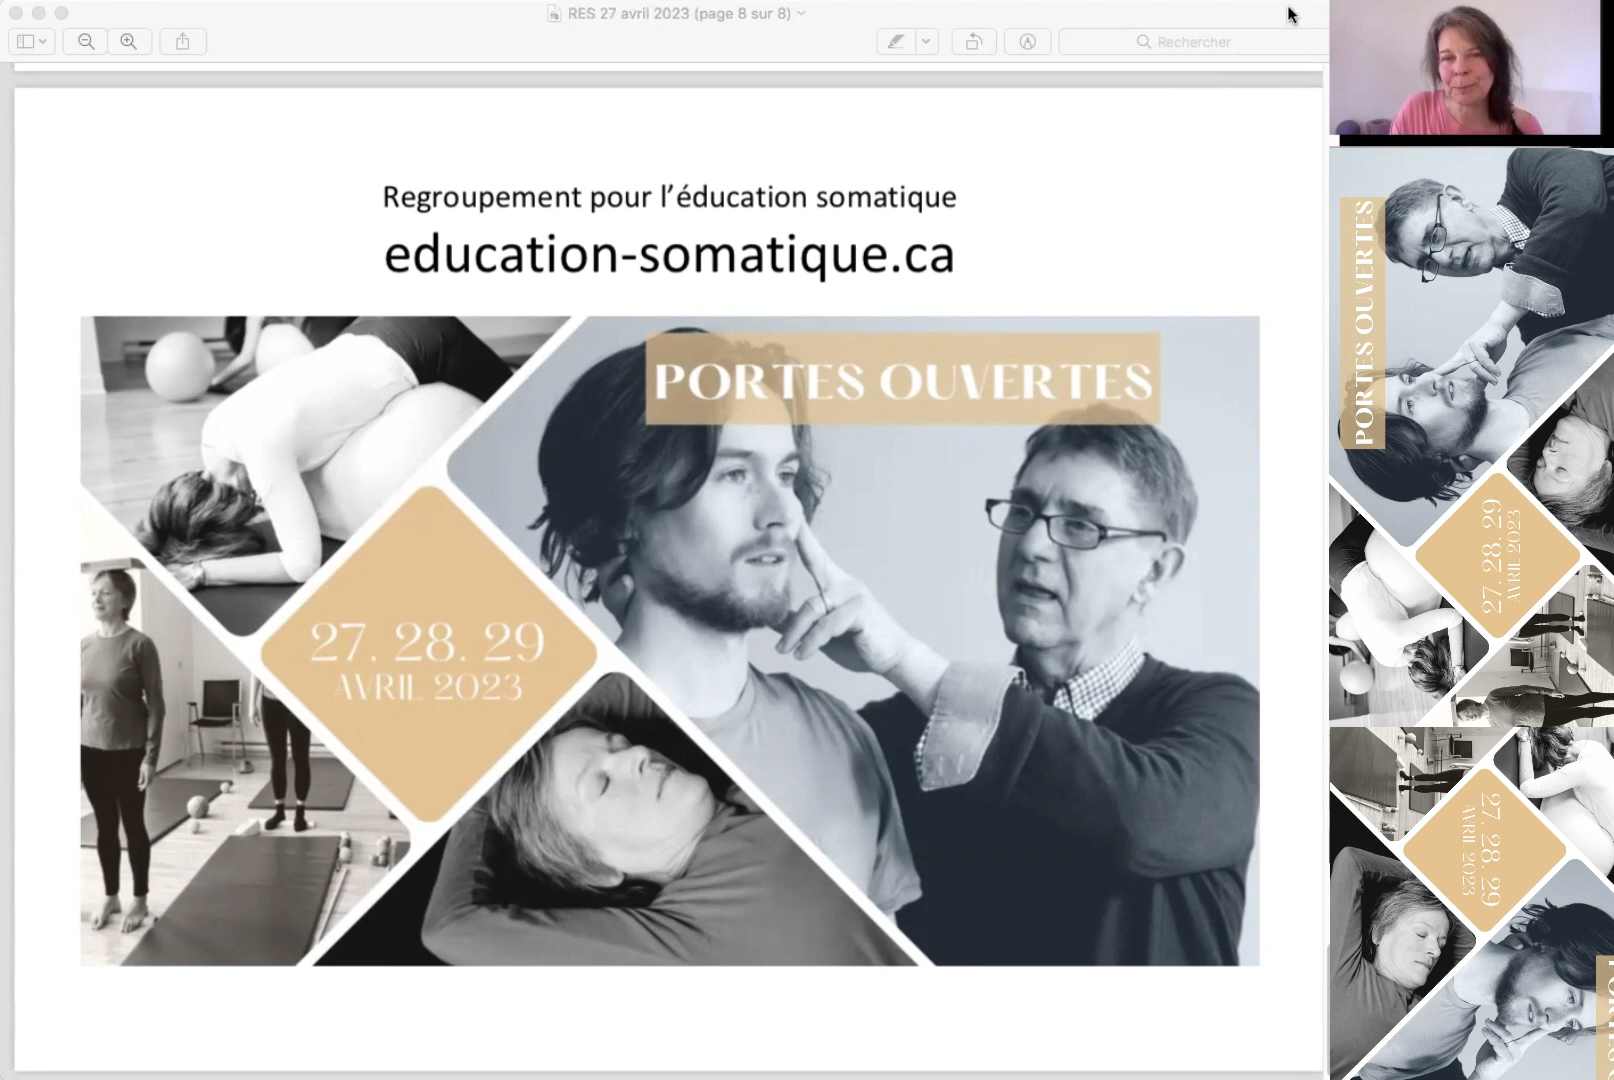 RES 27 avril 2023 (page 8 sur 8)
Rechercher
Regroupement pour l'éducation somatique
education-somatique.ca
PORTES OUVERTES
27. 28. 29
AVRIL 2023
PORTES OUVERTES
27. 28. 29
AVRIL 2023
27. 28. 29
AVRIL 2023